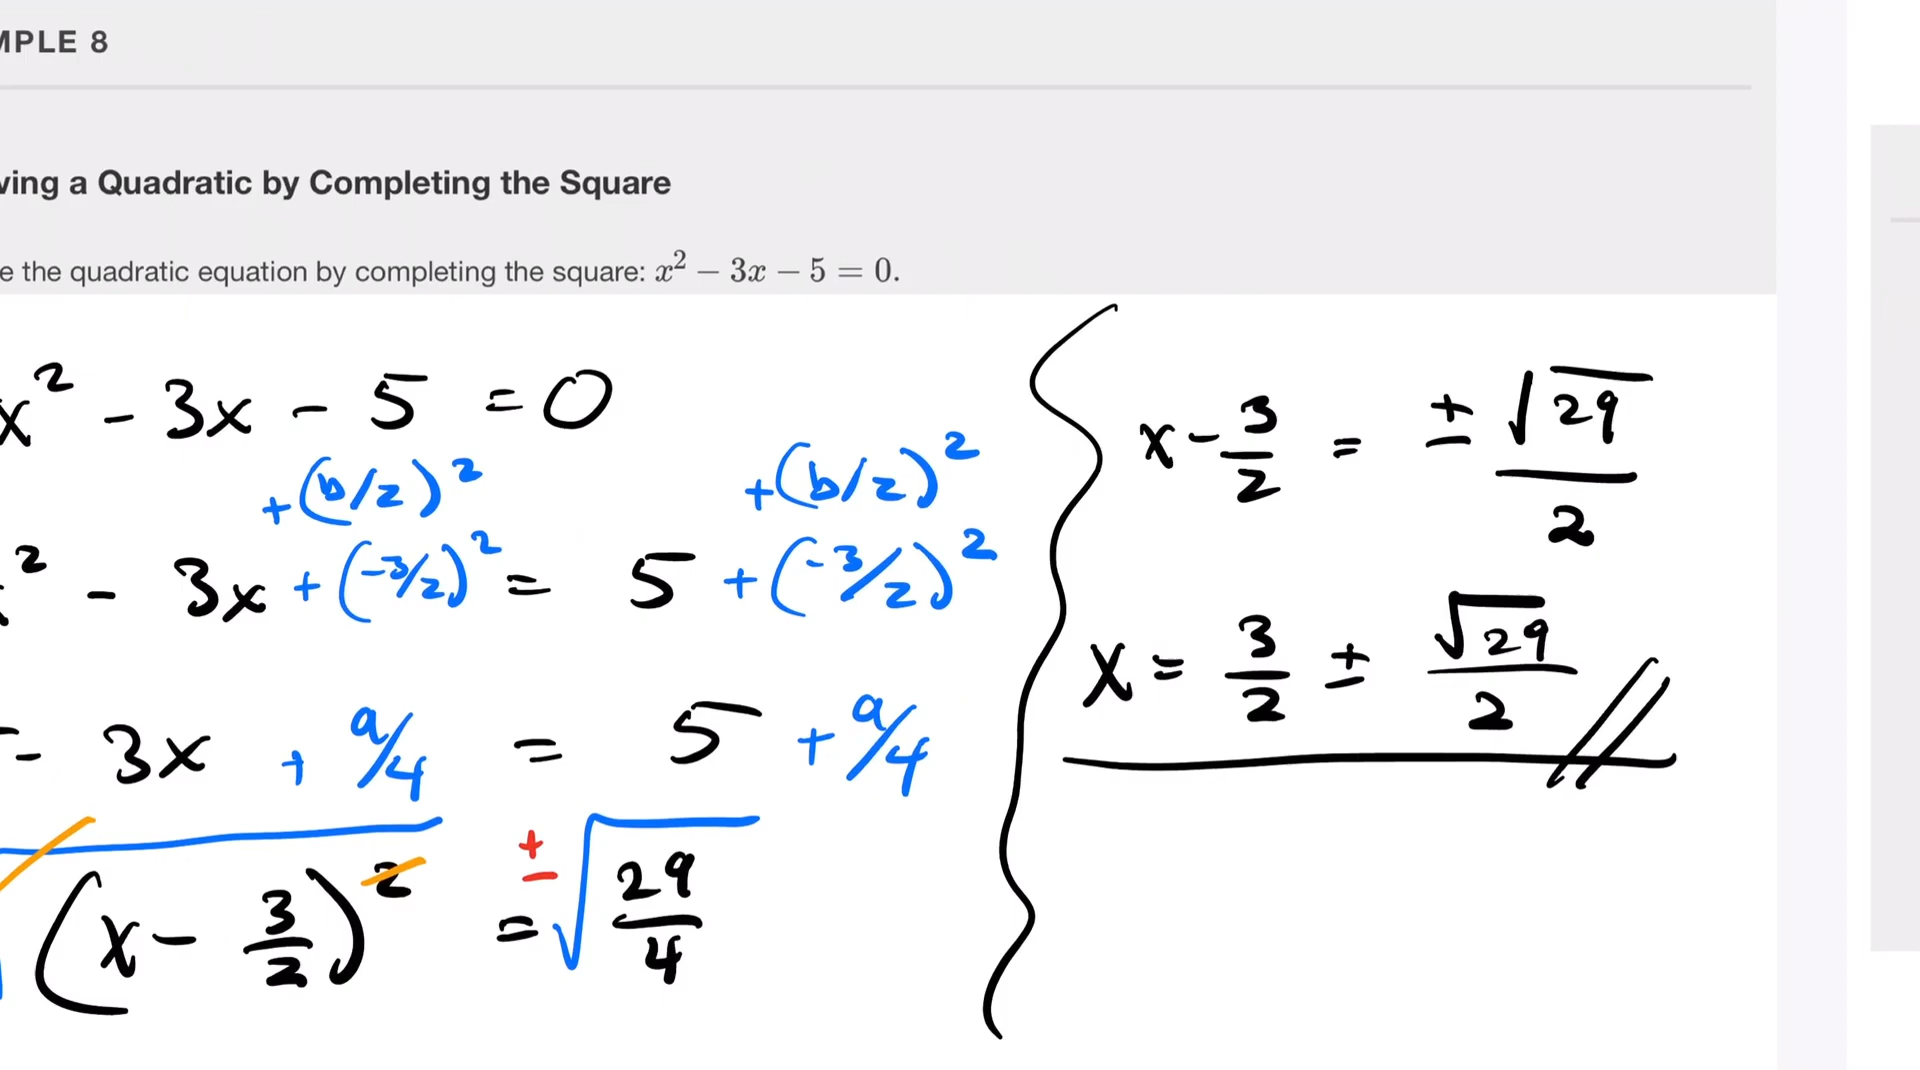 MPLE 8
ving a Quadratic by Completing the Square
e the quadratic equation by completing the square: x² − 3x − 5 = 0.
x² - 3x - 5 = 0
+(b/2)² +(b/2)²
² - 3x + (-3/2)² = 5 + (-3/2)²
- 3x + 9/4 = 5 + 9/4
(x - 3/2)² = ± √(29/4)
x - 3/2 = ± √29/2
x = 3/2 ± √29/2